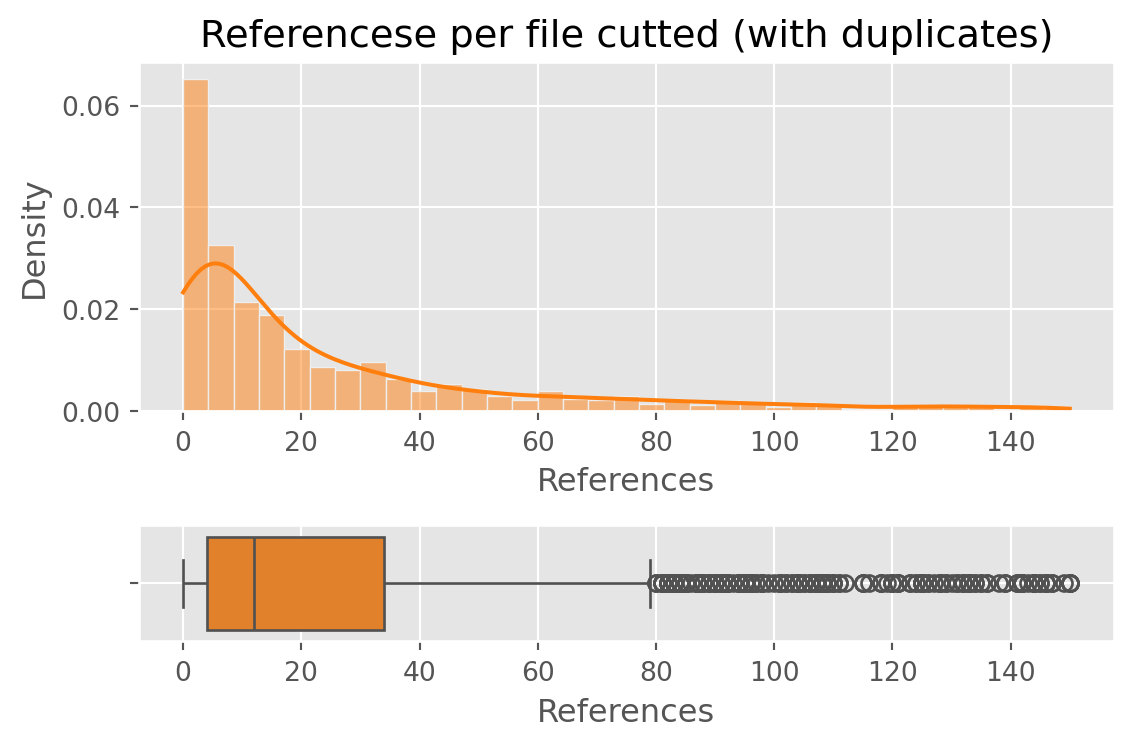 Referencese per file cutted (with duplicates)
Density
0.06
0.04
0.02
0.00
0 20 40 60 80 100 120 140
References
0 20 40 60 80 100 120 140
References